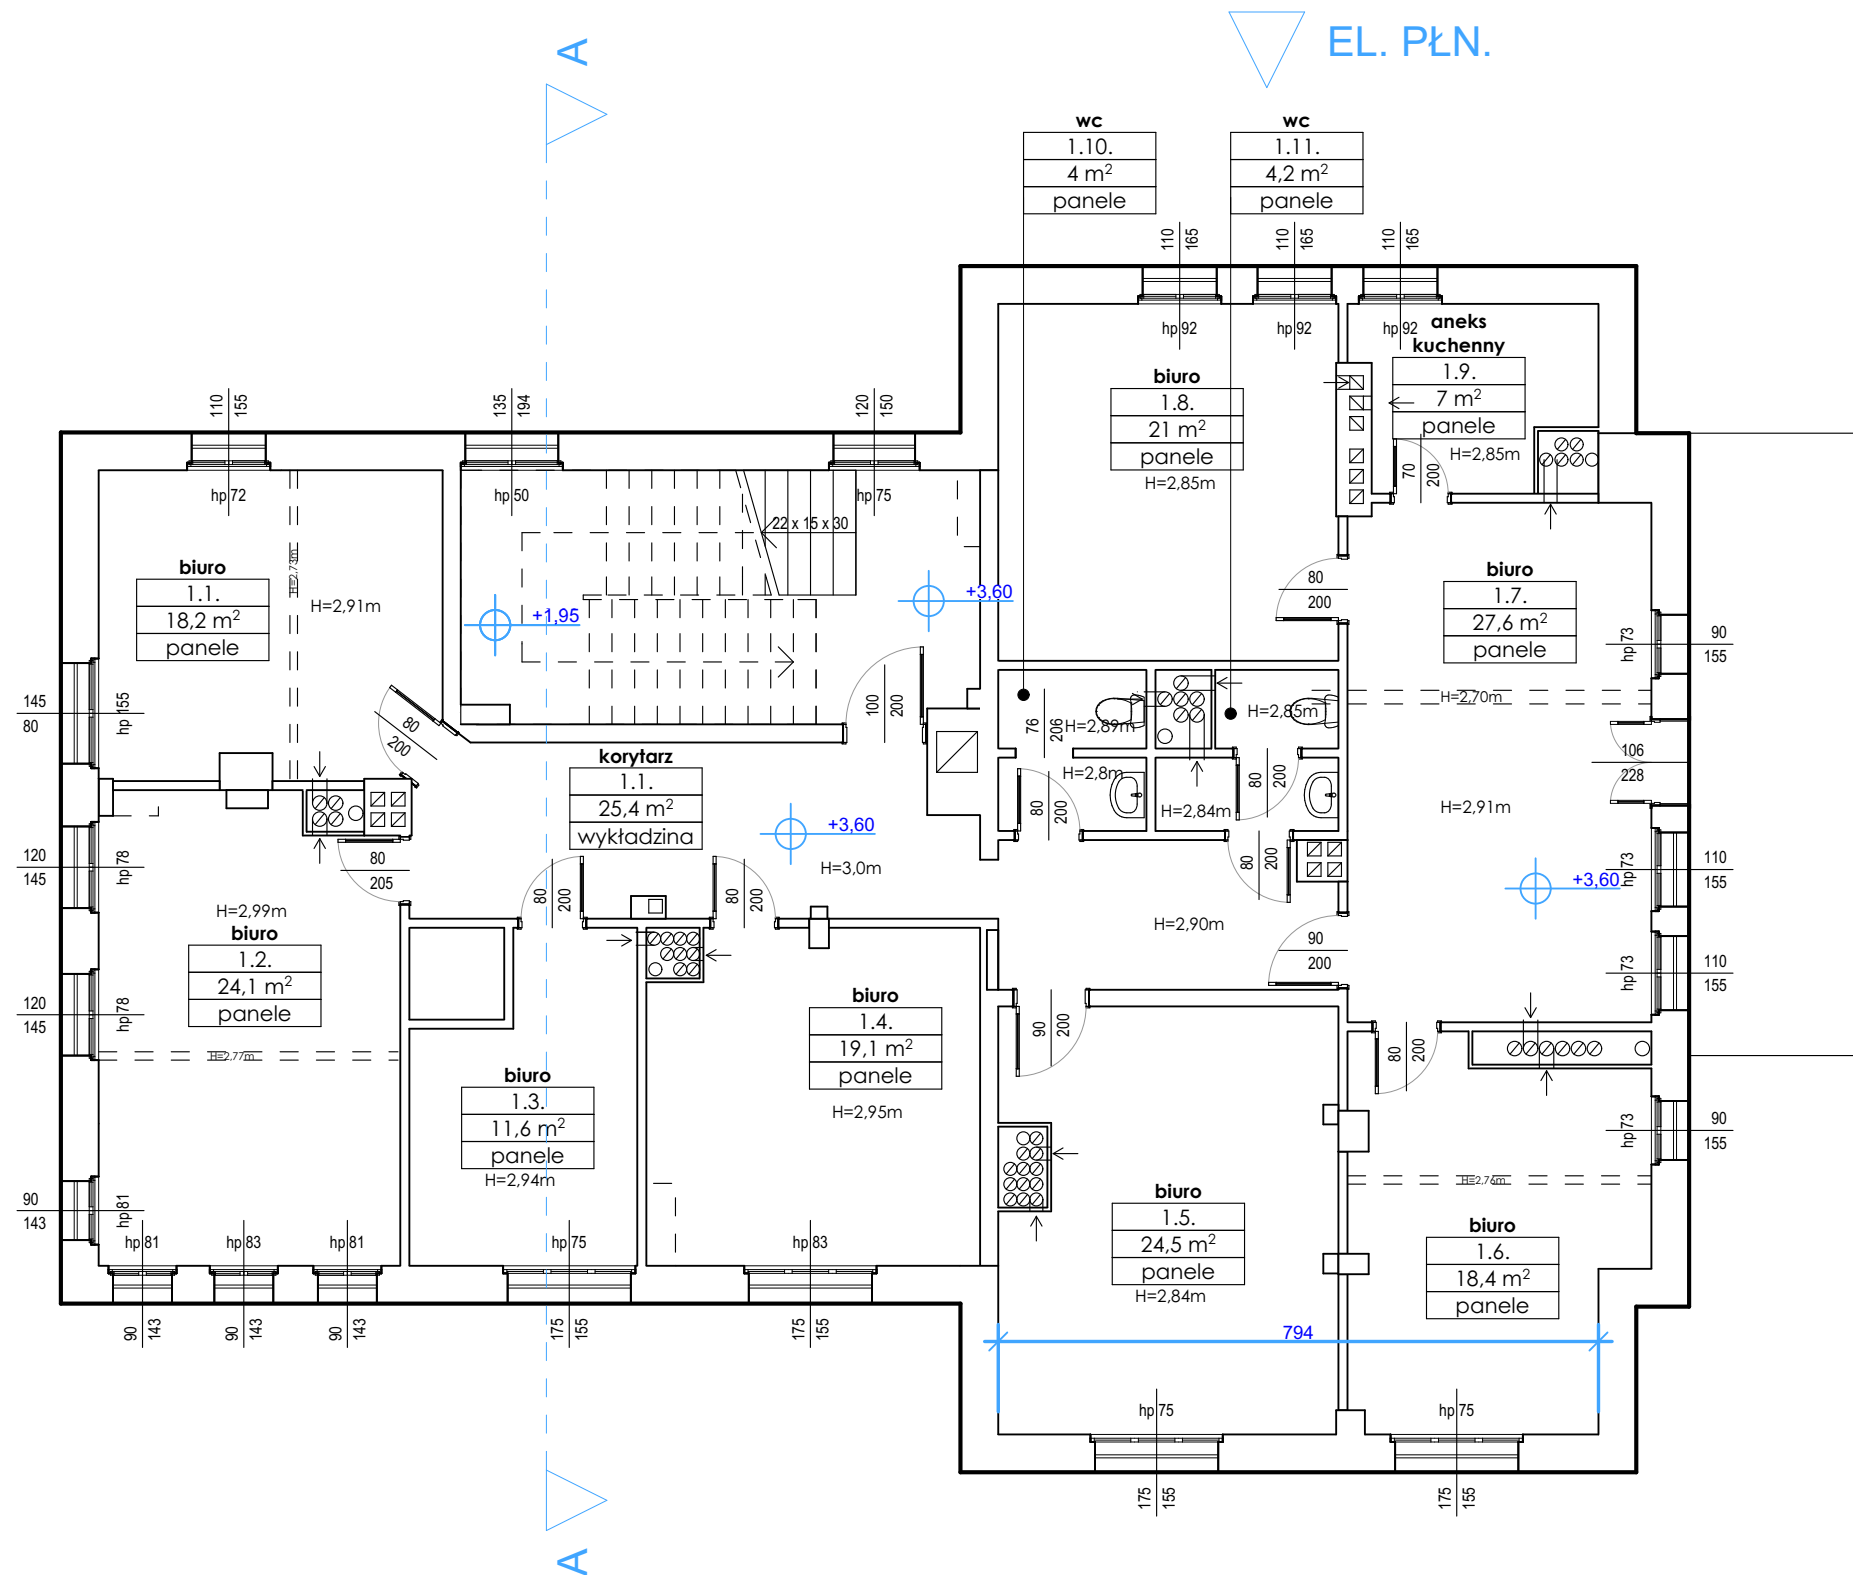 A
EL. PŁN.
wc
1.10.
4 m²
panele
wc
1.11.
4,2 m²
panele
110
165
110
165
110
165
hp 92
hp 92
hp 92
aneks
kuchenny
1.9.
7 m²
panele
H=2,85m
70
200
biuro
1.8.
21 m²
panele
H=2,85m
110
155
135
194
120
150
hp 72
hp 50
hp 75
22 x 15 x 30
biuro
1.1.
18,2 m²
panele
H=2,73m
H=2,91m
+1,95
+3,60
80
200
biuro
1.7.
27,6 m²
panele
hp 73
90
155
145
80
hp 155
80
200
100
200
76
206
H=2,89m
H=2,85m
H=2,70m
106
228
korytarz
1.1.
25,4 m²
wykładzina
H=2,8m
80
200
H=2,84m
80
200
H=2,91m
+3,60
H=3,0m
120
145
hp 78
80
205
80
200
80
200
80
200
hp 73
110
155
+3,60
H=2,99m
biuro
1.2.
24,1 m²
panele
H=2,90m
90
200
hp 73
110
155
120
145
hp 78
H=2,77m
biuro
1.4.
19,1 m²
panele
H=2,95m
90
200
80
200
biuro
1.3.
11,6 m²
panele
H=2,94m
hp 73
90
155
H=2,76m
90
143
hp 81
hp 81
hp 83
hp 81
hp 75
hp 83
biuro
1.5.
24,5 m²
panele
H=2,84m
biuro
1.6.
18,4 m²
panele
90
143
90
143
90
143
175
155
175
155
794
hp 75
hp 75
175
155
175
155
A